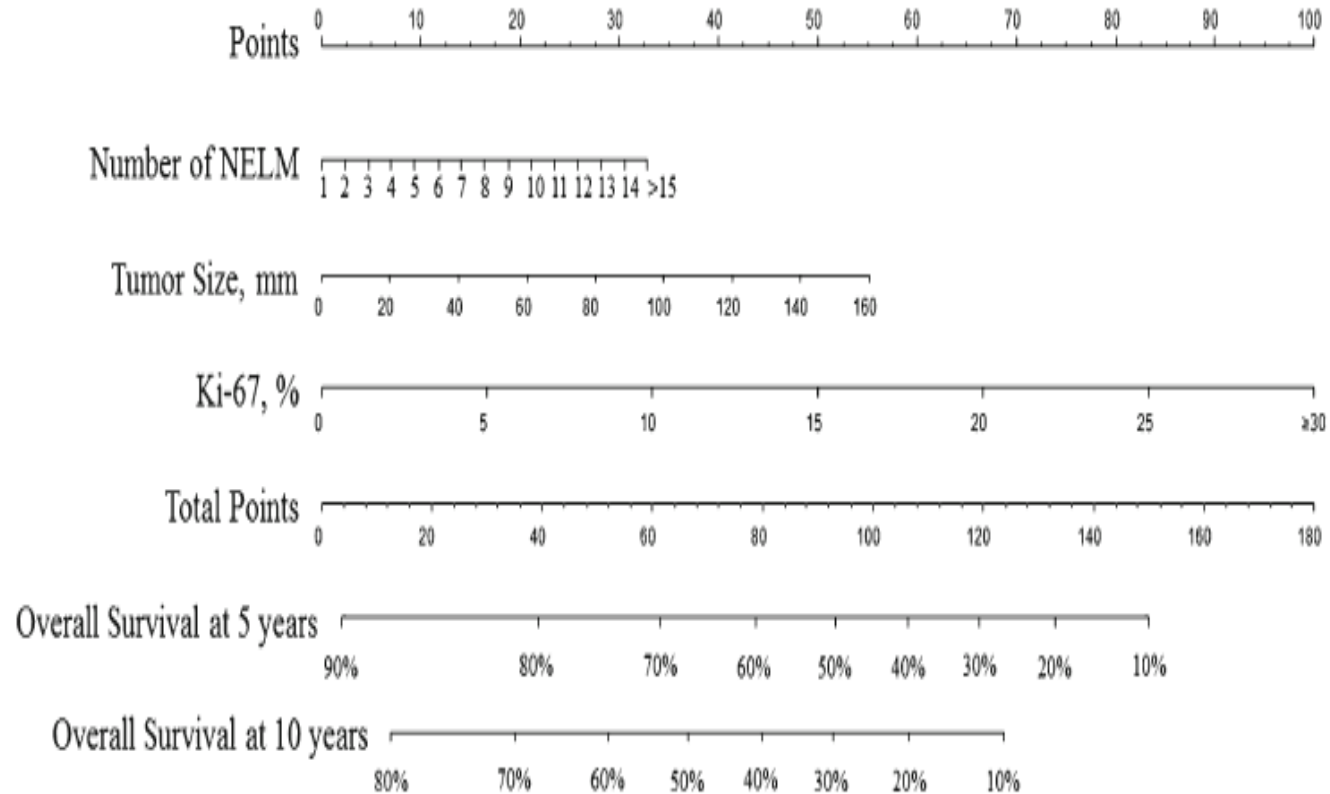 0 10 20 30 40 50 60 70 80 90 100
Points
Number of NELM
1 2 3 4 5 6 7 8 9 10 11 12 13 14 >15
Tumor Size, mm
0 20 40 60 80 100 120 140 160
Ki-67, %
0 5 10 15 20 25 ≥30
Total Points
0 20 40 60 80 100 120 140 160 180
Overall Survival at 5 years
90% 80% 70% 60% 50% 40% 30% 20% 10%
Overall Survival at 10 years
80% 70% 60% 50% 40% 30% 20% 10%